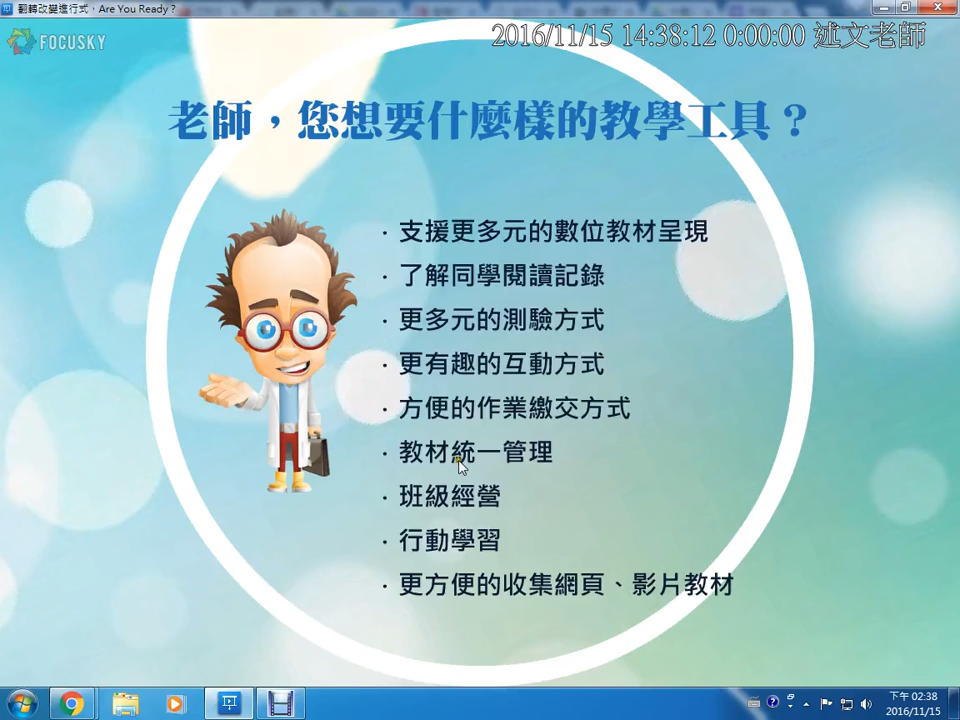 翻轉改變進行式,Are You Ready?
FOCUSKY
2016/11/15 14:38:12 0:00:00 述文老師
老師,您想要什麼樣的教學工具?
· 支援更多元的數位教材呈現
· 了解同學閱讀記錄
· 更多元的測驗方式
· 更有趣的互動方式
· 方便的作業繳交方式
· 教材統一管理
· 班級經營
· 行動學習
· 更方便的收集網頁、影片教材
下午 02:38
2016/11/15